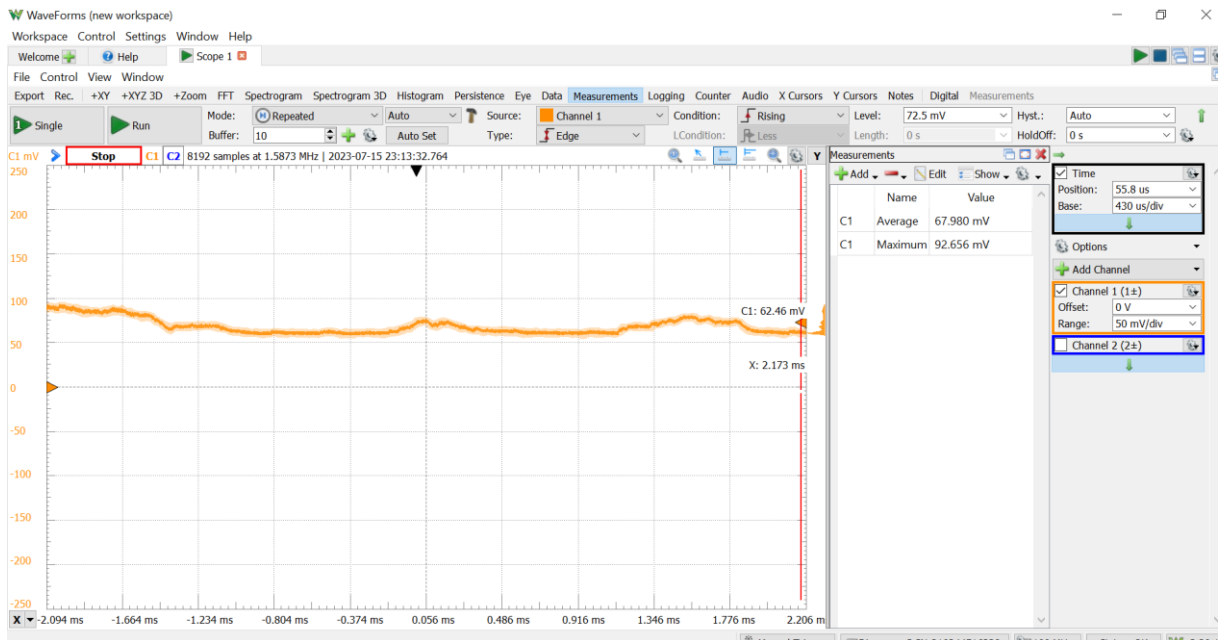 WaveForms (new workspace)
Workspace Control Settings Window Help
Welcome Help Scope 1
File Control View Window
Export Rec. +XY +XYZ 3D +Zoom FFT Spectrogram Spectrogram 3D Histogram Persistence Eye Data Measurements Logging Counter Audio X Cursors Y Cursors Notes Digital Measurements
Single Run Mode: Repeated Auto Source: Channel 1 Condition: Rising Level: 72.5 mV Hyst.: Auto
Buffer: 10 Auto Set Type: Edge LCondition: Less Length: 0 s HoldOff: 0 s
C1 mV Stop C1 C2 8192 samples at 1.5873 MHz | 2023-07-15 23:13:32.764 Y
250
200
150
100
50
0
-50
-100
-150
-200
-250
C1: 62.46 mV
X: 2.173 ms
X -2.094 ms -1.664 ms -1.234 ms -0.804 ms -0.374 ms 0.056 ms 0.486 ms 0.916 ms 1.346 ms 1.776 ms 2.206 m
Measurements
Add Edit Show
Name Value
C1 Average 67.980 mV
C1 Maximum 92.656 mV
Time
Position: 55.8 us
Base: 430 us/div
Options
Add Channel
Channel 1 (1±)
Offset: 0 V
Range: 50 mV/div
Channel 2 (2±)